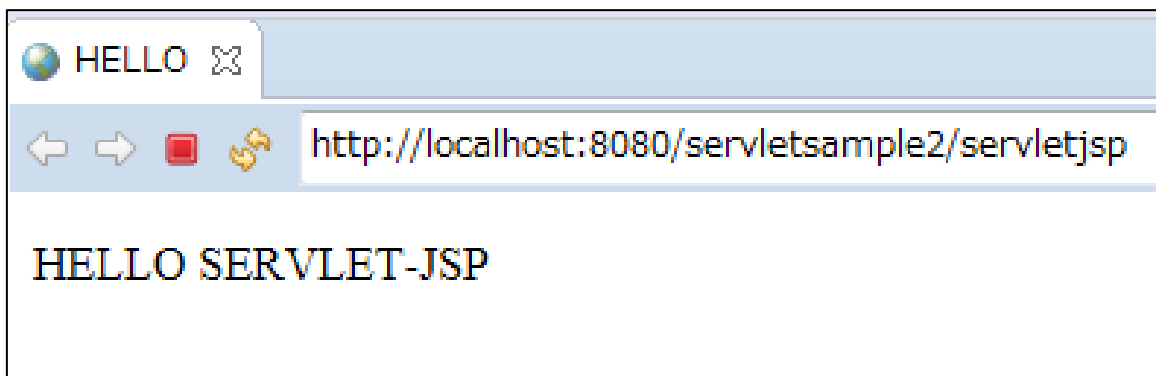 HELLO
http://localhost:8080/servletsample2/servletjsp
HELLO SERVLET-JSP